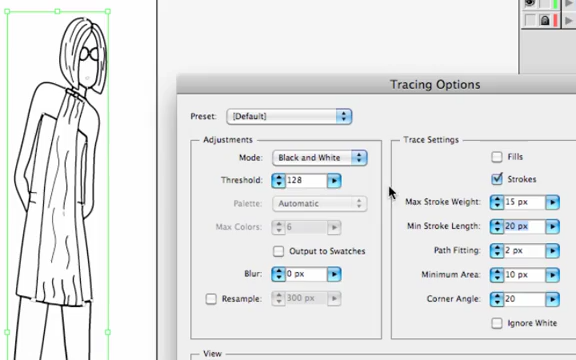 Tracing Options
Preset: [Default]
Adjustments
Mode: Black and White
Threshold: 128
Palette: Automatic
Max Colors: 6
Output to Swatches
Blur: 0 px
Resample: 300 px
Trace Settings
Fills
Strokes
Max Stroke Weight: 15 px
Min Stroke Length: 20 px
Path Fitting: 2 px
Minimum Area: 10 px
Corner Angle: 20
Ignore White
View